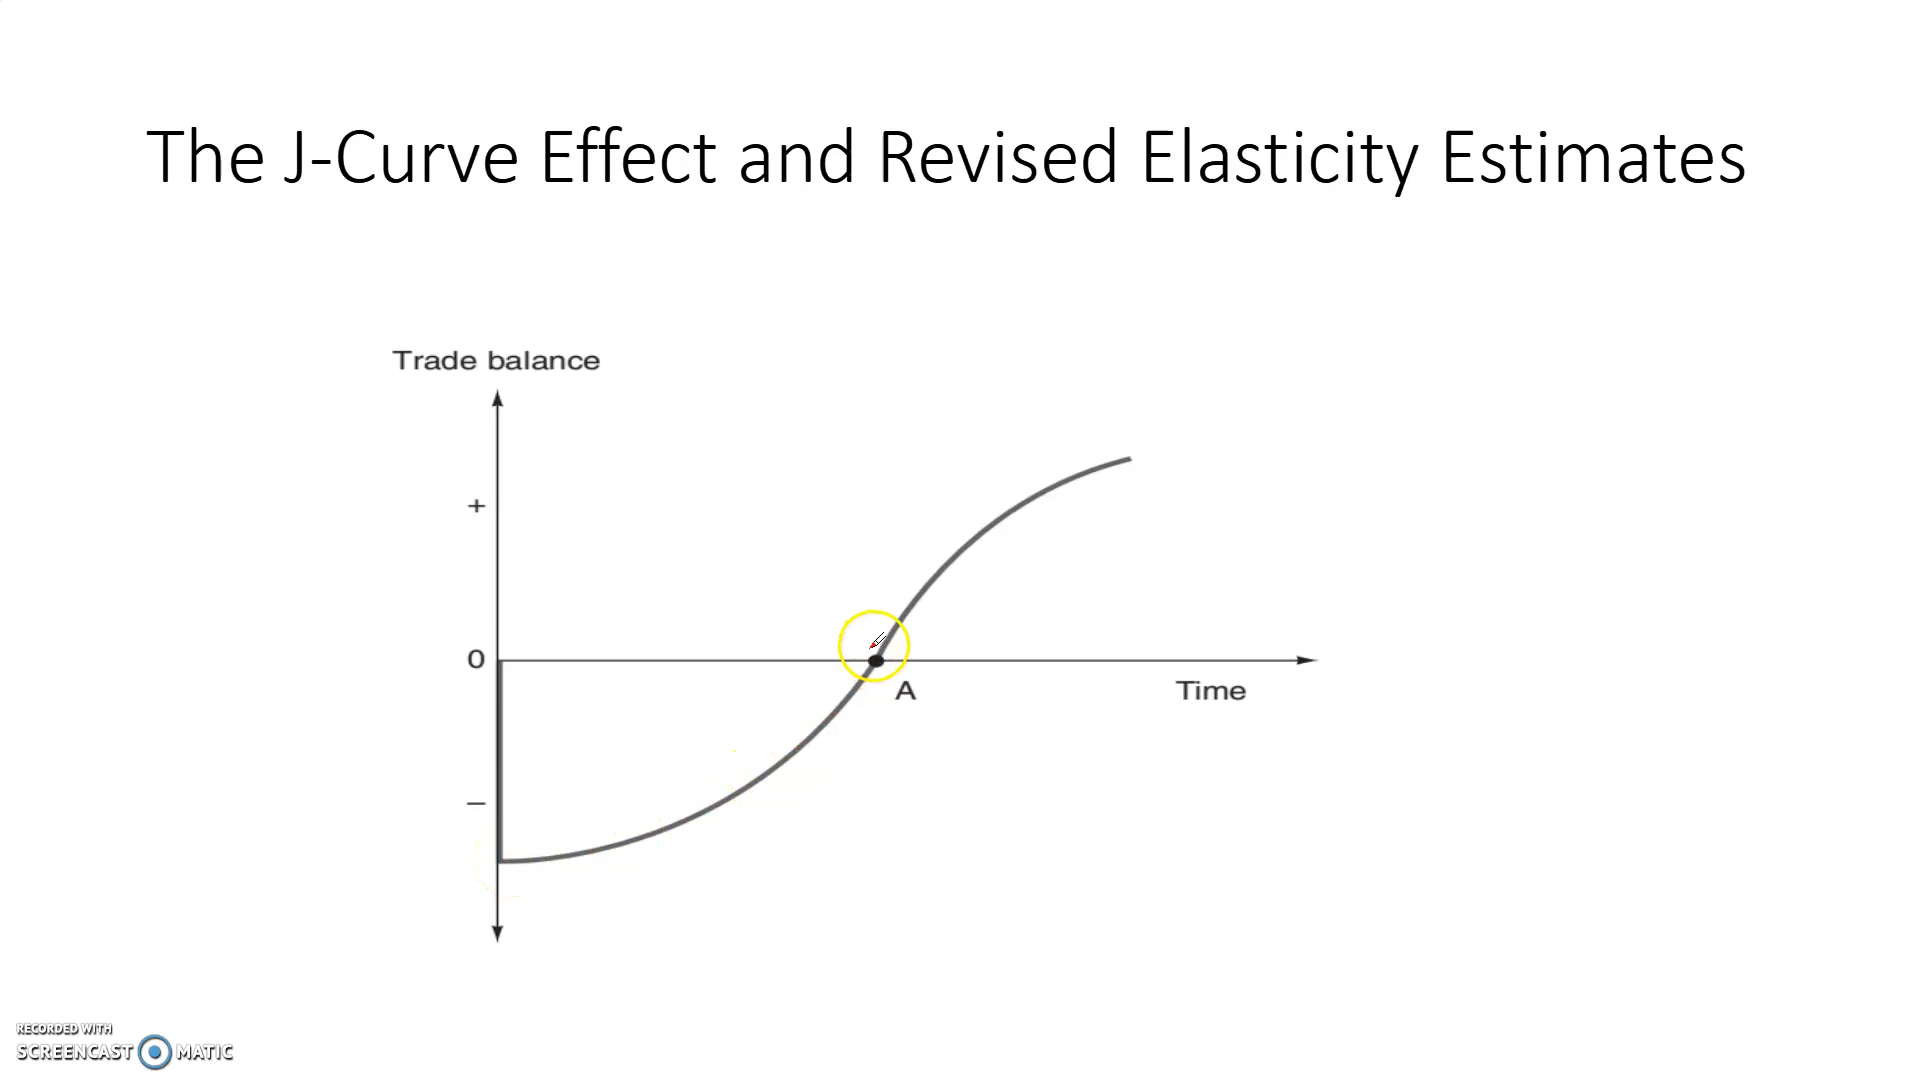 The J-Curve Effect and Revised Elasticity Estimates
Trade balance
+
0
A
Time
–
RECORDED WITH
SCREENCAST MATIC